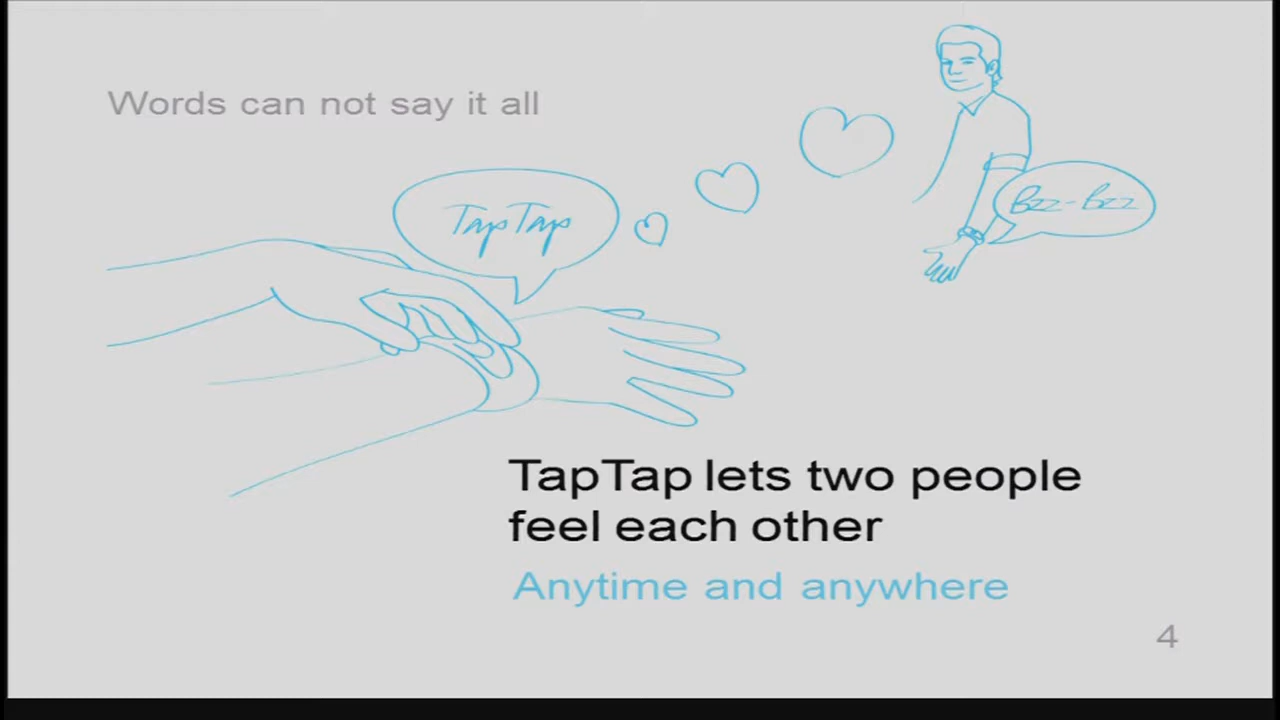 Words can not say it all
TapTap
Bzz-Bzz
TapTap lets two people
feel each other
Anytime and anywhere
4